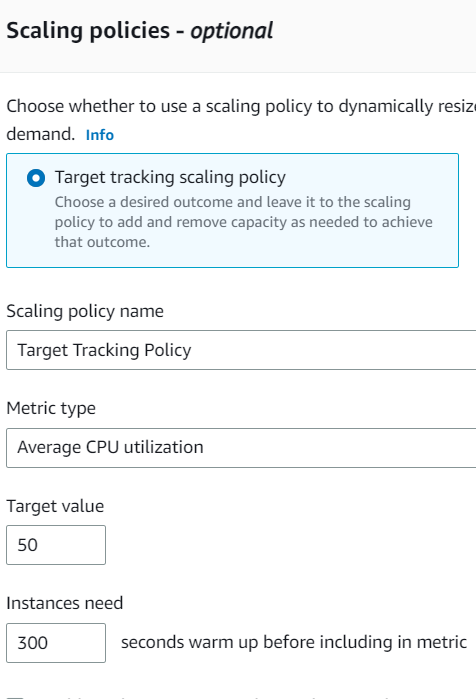 Scaling policies - optional
Choose whether to use a scaling policy to dynamically resize
demand. Info
Target tracking scaling policy
Choose a desired outcome and leave it to the scaling
policy to add and remove capacity as needed to achieve
that outcome.
Scaling policy name
Target Tracking Policy
Metric type
Average CPU utilization
Target value
50
Instances need
300 seconds warm up before including in metric